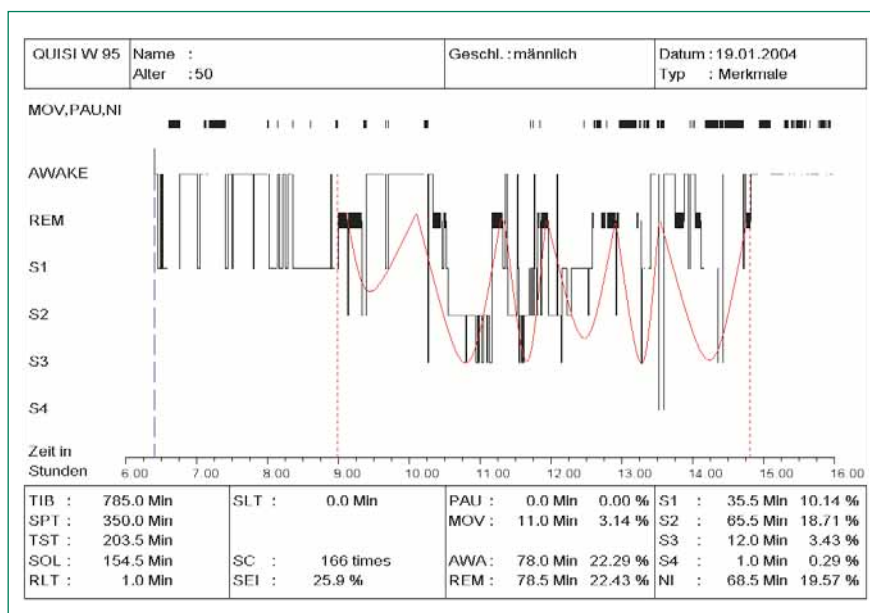 QUISI W 95 Name : Geschl. : männlich Datum : 19.01.2004
Alter : 50 Typ : Merkmale
MOV,PAU,NI
AWAKE
REM
S1
S2
S3
S4
Zeit in
Stunden 6 00 7 00 8 00 9 00 10 00 11 00 12 00 13 00 14 00 15 00 16 00
TIB : 785.0 Min SLT : 0.0 Min PAU : 0.0 Min 0.00 % S1 : 35.5 Min 10.14 %
SPT : 350.0 Min MOV : 11.0 Min 3.14 % S2 : 65.5 Min 18.71 %
TST : 203.5 Min S3 : 12.0 Min 3.43 %
SOL : 154.5 Min SC : 166 times AWA : 78.0 Min 22.29 % S4 : 1.0 Min 0.29 %
RLT : 1.0 Min SEI : 25.9 % REM : 78.5 Min 22.43 % NI : 68.5 Min 19.57 %